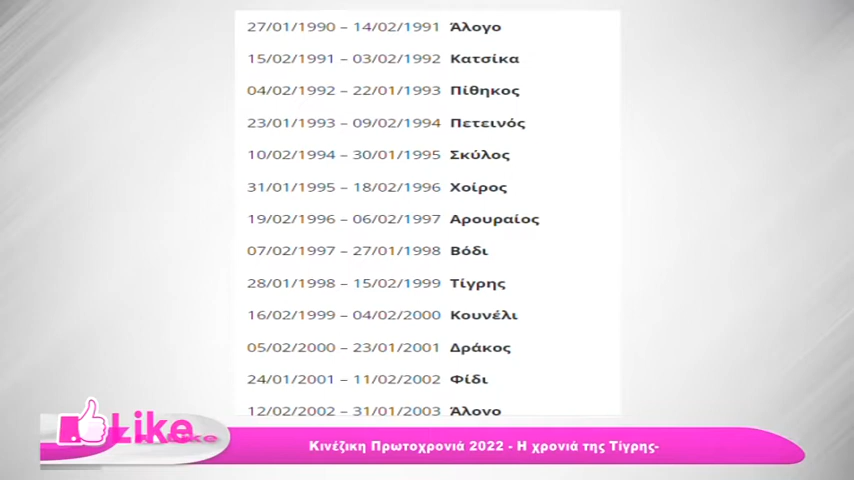 27/01/1990 – 14/02/1991 Άλογο
15/02/1991 – 03/02/1992 Κατσίκα
04/02/1992 – 22/01/1993 Πίθηκος
23/01/1993 – 09/02/1994 Πετεινός
10/02/1994 – 30/01/1995 Σκύλος
31/01/1995 – 18/02/1996 Χοίρος
19/02/1996 – 06/02/1997 Αρουραίος
07/02/1997 – 27/01/1998 Βόδι
28/01/1998 – 15/02/1999 Τίγρης
16/02/1999 – 04/02/2000 Κουνέλι
05/02/2000 – 23/01/2001 Δράκος
24/01/2001 – 11/02/2002 Φίδι
12/02/2002 – 31/01/2003 Άλογο
Like
Κινέζικη Πρωτοχρονιά 2022 - Η χρονιά της Τίγρης-